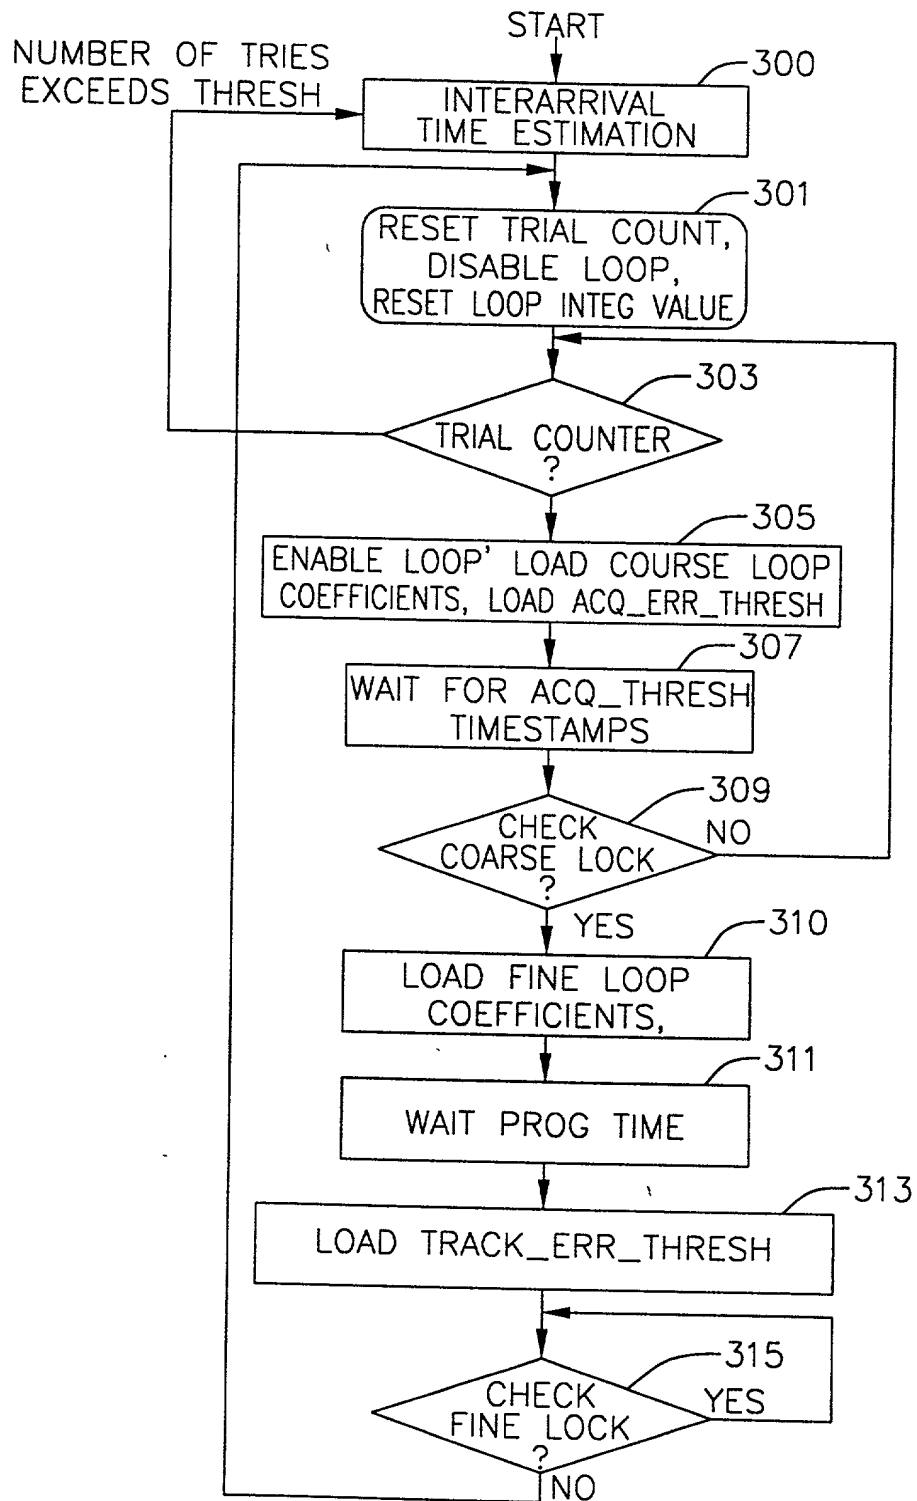 START
NUMBER OF TRIES
EXCEEDS THRESH
300
INTERARRIVAL
TIME ESTIMATION
301
RESET TRIAL COUNT,
DISABLE LOOP,
RESET LOOP INTEG VALUE
303
TRIAL COUNTER
?
305
ENABLE LOOP' LOAD COURSE LOOP
COEFFICIENTS, LOAD ACQ_ERR_THRESH
307
WAIT FOR ACQ_THRESH
TIMESTAMPS
309
CHECK
COARSE LOCK
?
NO
YES
310
LOAD FINE LOOP
COEFFICIENTS,
311
WAIT PROG TIME
313
LOAD TRACK_ERR_THRESH
315
CHECK
FINE LOCK
?
YES
NO